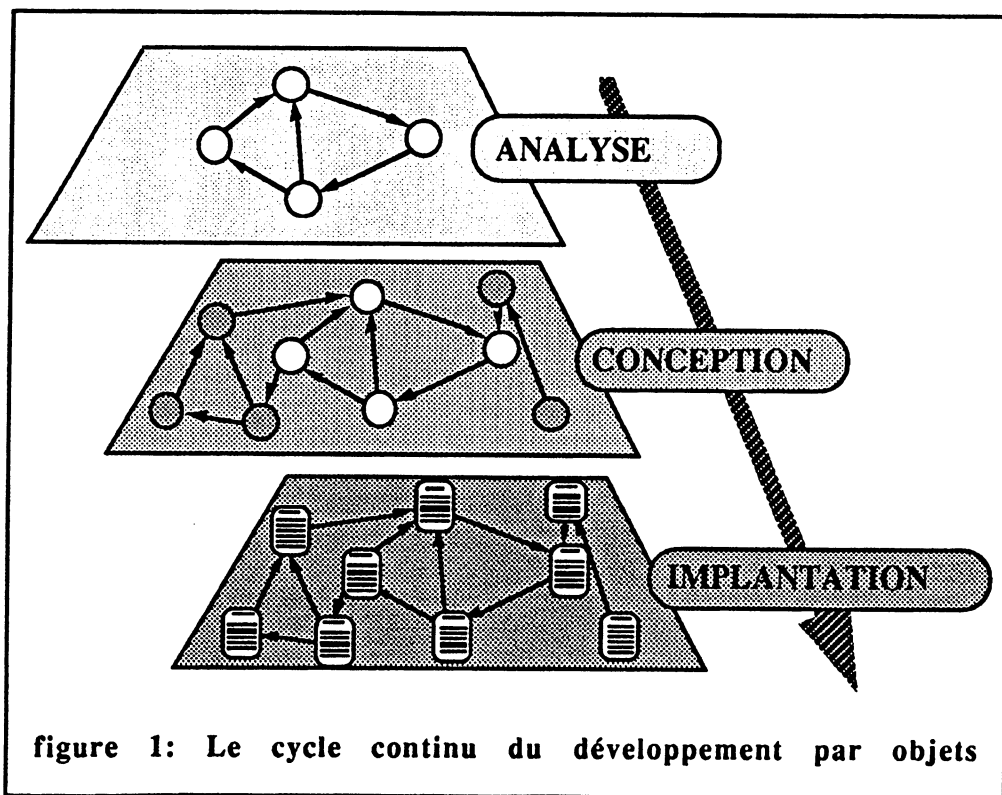 ANALYSE
CONCEPTION
IMPLANTATION
figure 1: Le cycle continu du développement par objets